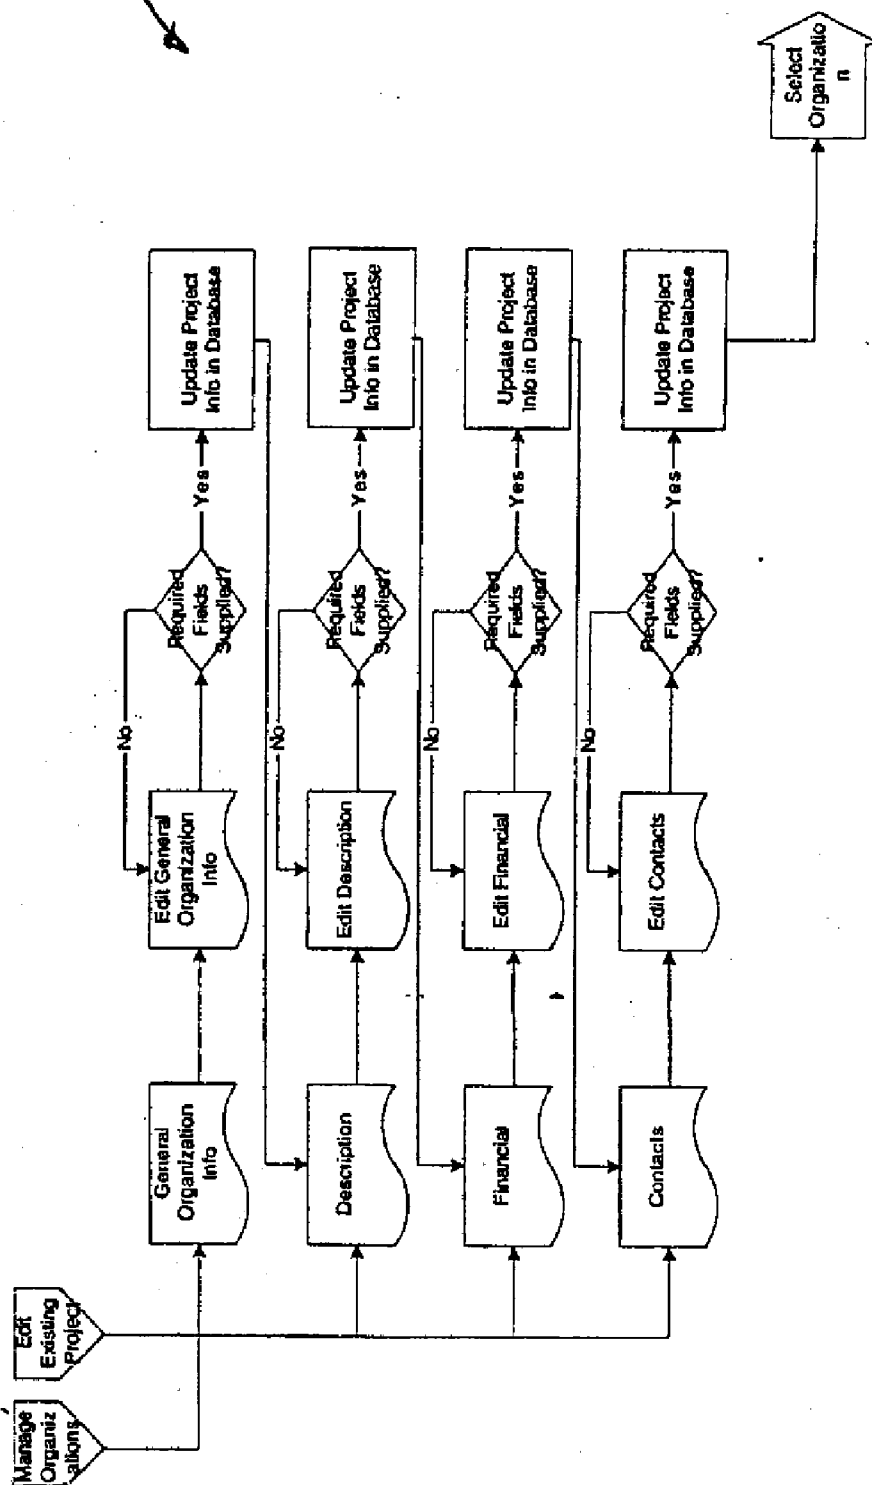 Manage
Organiz
ations
Edit
Existing
Project
General
Organization
Info
Edit General
Organization
Info
No
Required
Fields
Supplied?
Yes
Update Project
Info in Database
Description
Edit Description
No
Required
Fields
Supplied?
Yes
Update Project
Info in Database
Financial
Edit Financial
No
Required
Fields
Supplied?
Yes
Update Project
Info in Database
Contacts
Edit Contacts
No
Required
Fields
Supplied?
Yes
Update Project
Info in Database
Select
Organizatio
n